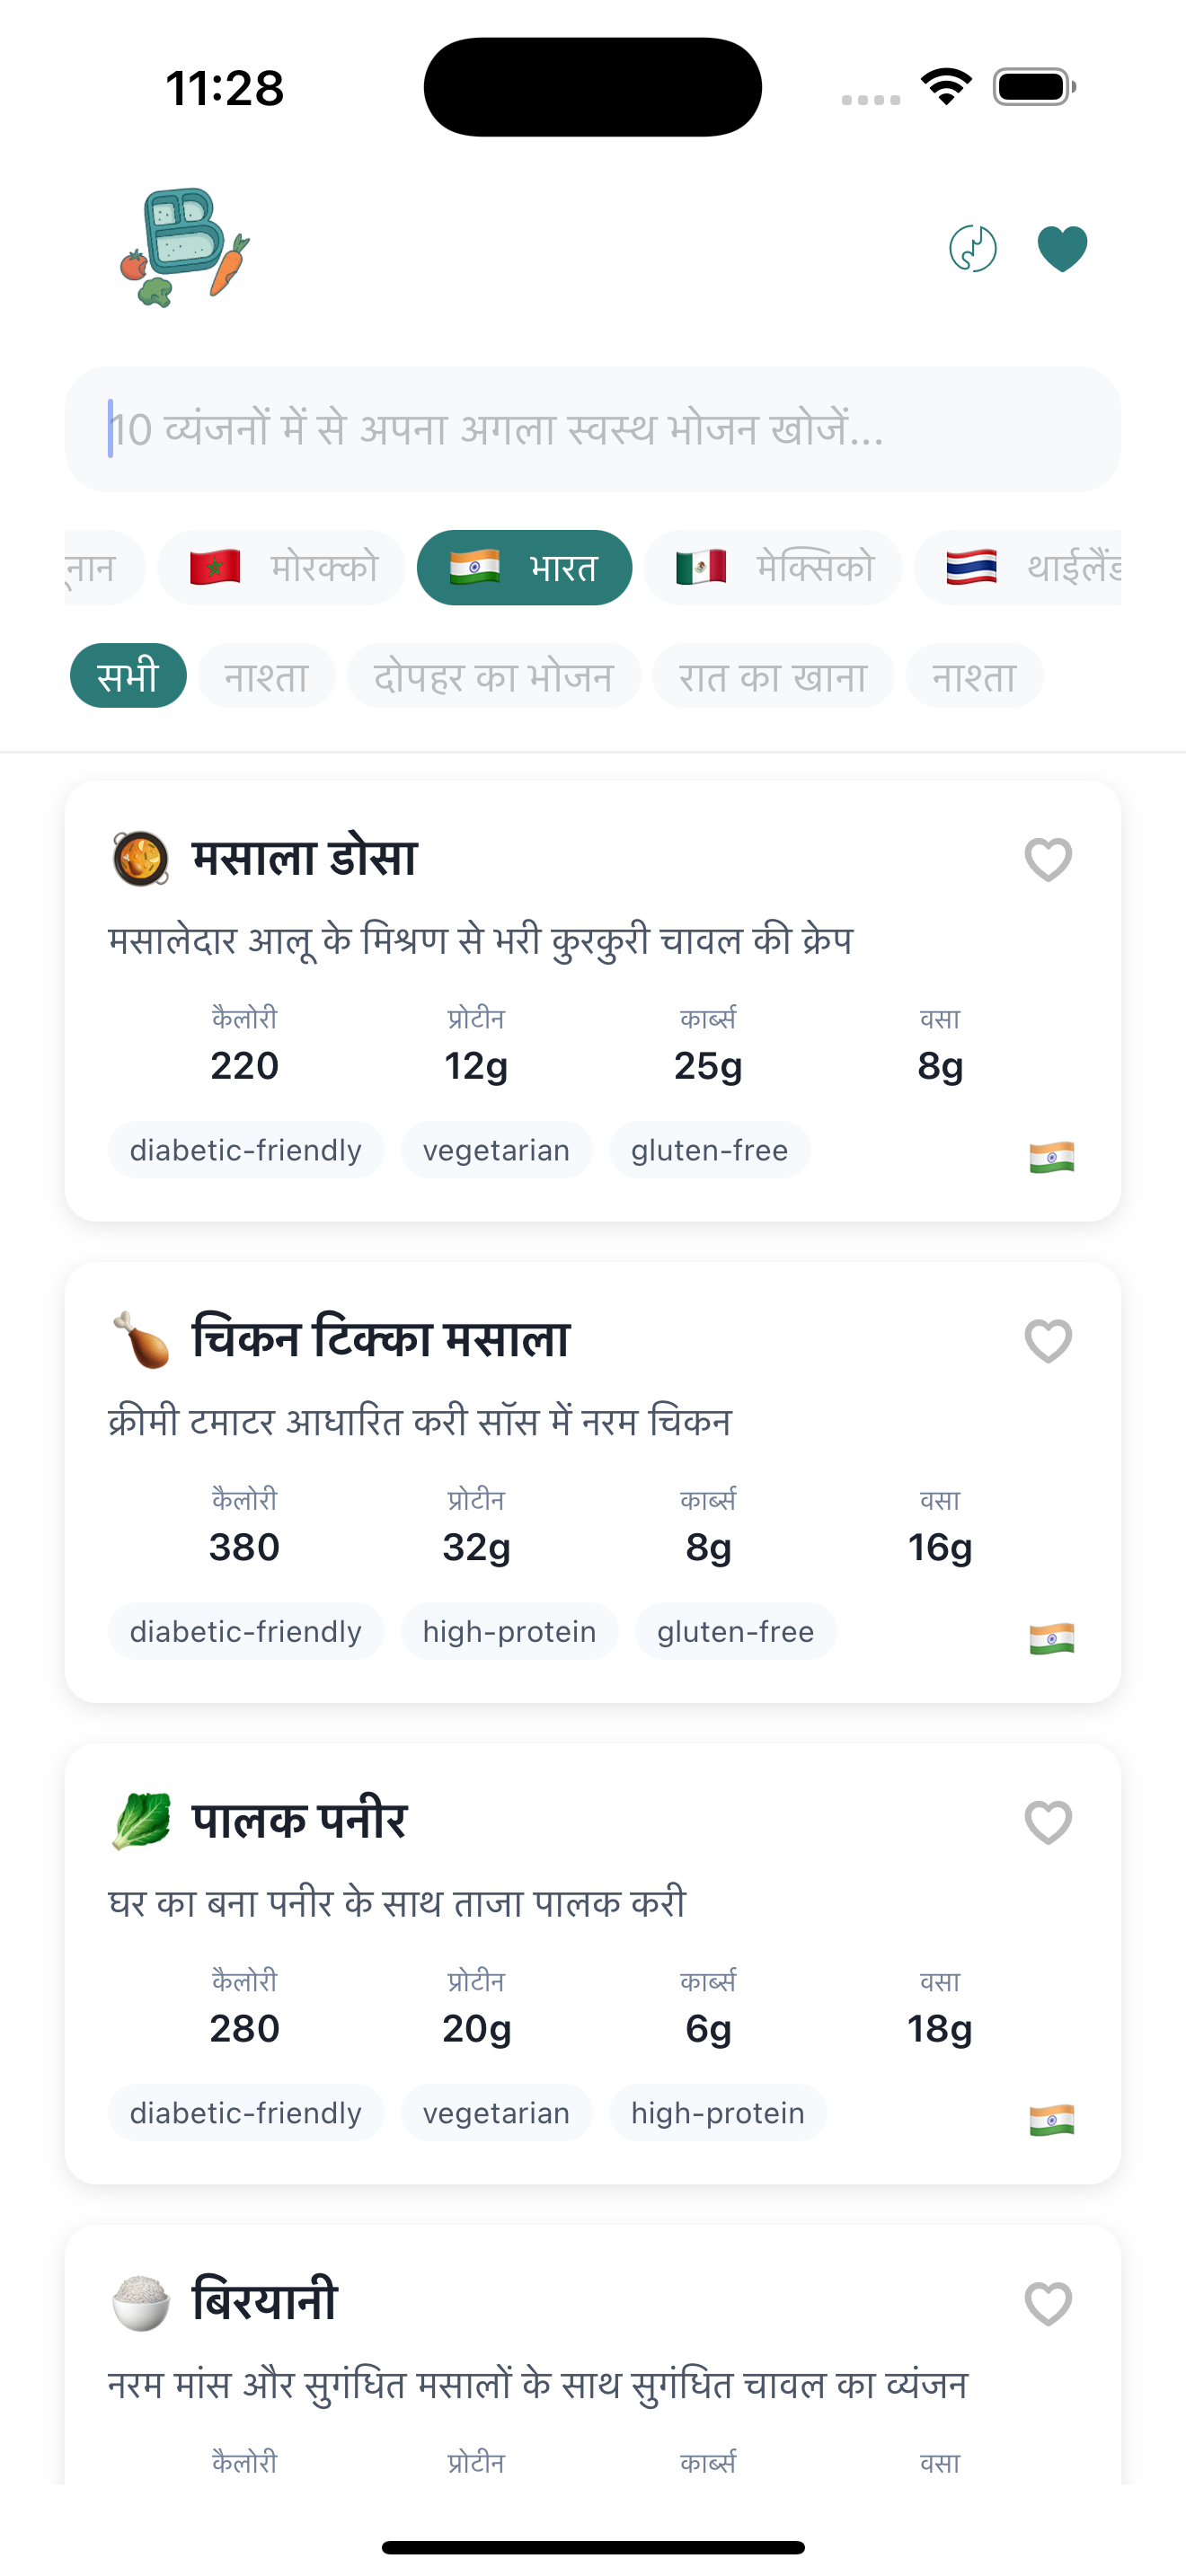 11:28
10 व्यंजनों में से अपना अगला स्वस्थ भोजन खोजें...
मोरक्को भारत मेक्सिको
सभी नाश्ता दोपहर का भोजन रात का खाना नाश्ता
मसाला डोसा
मसालेदार आलू के मिश्रण से भरी कुरकुरी चावल की क्रेप
कैलोरी प्रोटीन कार्ब्स वसा
220 12g 25g 8g
diabetic-friendly vegetarian gluten-free
चिकन टिक्का मसाला
क्रीमी टमाटर आधारित करी सॉस में नरम चिकन
कैलोरी प्रोटीन कार्ब्स वसा
380 32g 8g 16g
diabetic-friendly high-protein gluten-free
पालक पनीर
घर का बना पनीर के साथ ताजा पालक करी
कैलोरी प्रोटीन कार्ब्स वसा
280 20g 6g 18g
diabetic-friendly vegetarian high-protein
बिरयानी
नरम मांस और सुगंधित मसालों के साथ सुगंधित चावल का व्यंजन
कैलोरी प्रोटीन कार्ब्स वसा